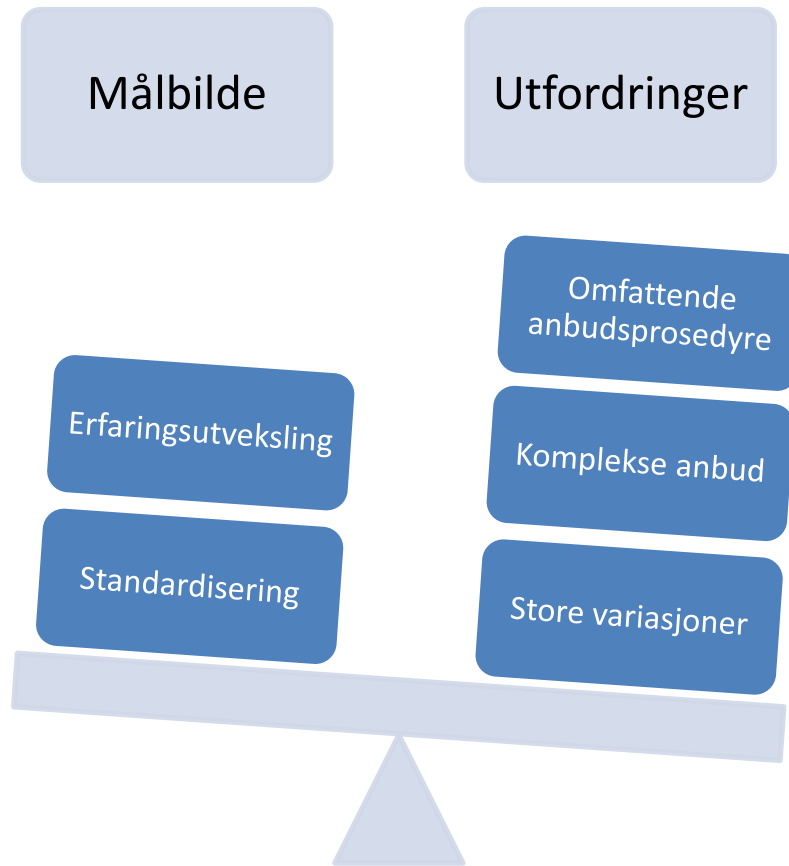 Målbilde
Utfordringer
Erfaringsutveksling
Standardisering
Omfattende
anbudsprosedyre
Komplekse anbud
Store variasjoner